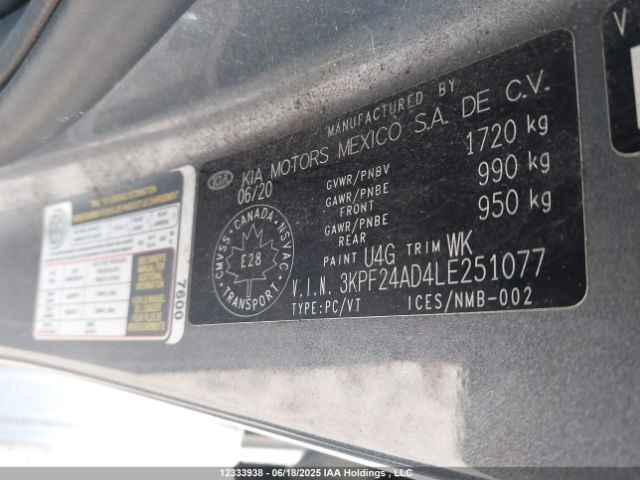 MANUFACTURED BY
KIA KIA MOTORS MEXICO S.A. DE C.V.
06/20
GVWR/PNBV 1720 kg
GAWR/PNBE FRONT 990 kg
GAWR/PNBE REAR 950 kg
PAINT U4G TRIM WK
V.I.N. 3KPF24AD4LE251077
TYPE:PC/VT ICES/NMB-002
CMVSS · CANADA · NSVAC
E28
TRANSPORT
7600
V
12333938 - 06/18/2025 IAA Holdings , LLC